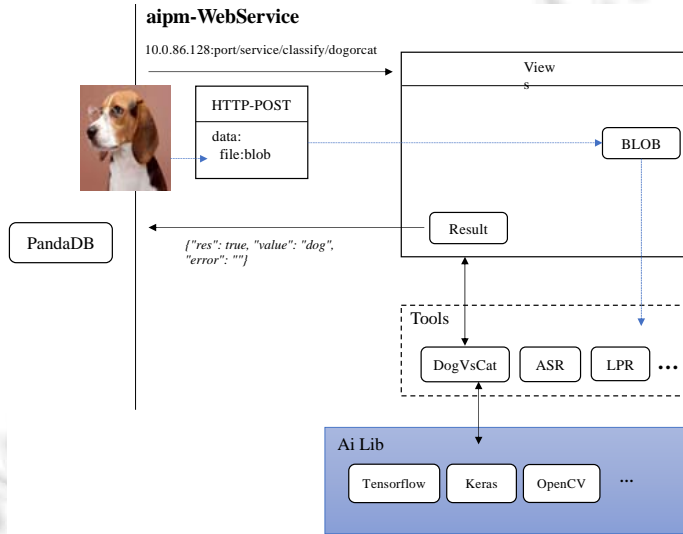 aipm-WebService
10.0.86.128:port/service/classify/dogorcat
View
s
HTTP-POST
data:
file:blob
BLOB
PandaDB
Result
{"res": true, "value": "dog",
"error": ""}
Tools
DogVsCat
ASR
LPR
...
Ai Lib
Tensorflow
Keras
OpenCV
...